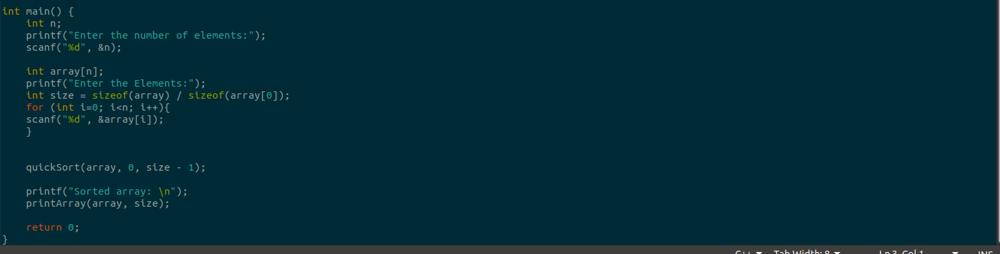 int main() {
    int n;
    printf("Enter the number of elements:");
    scanf("%d", &n);

    int array[n];
    printf("Enter the Elements:");
    int size = sizeof(array) / sizeof(array[0]);
    for (int i=0; i<n; i++){
    scanf("%d", &array[i]);
    }


    quickSort(array, 0, size - 1);

    printf("Sorted array: \n");
    printArray(array, size);

    return 0;
}
C++ Tab Width: 8 Ln 3, Col 1 INS